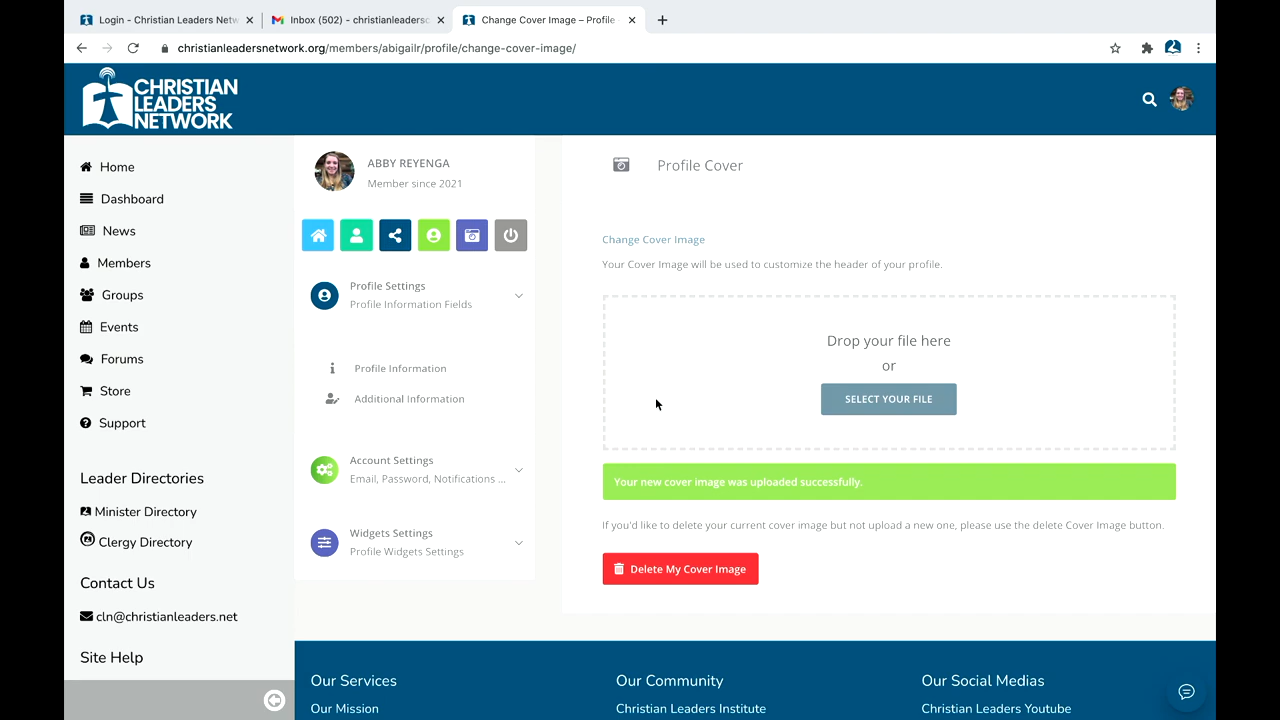 Login - Christian Leaders Netw
Inbox (502) - christianleadersc
Change Cover Image – Profile
christianleadersnetwork.org/members/abigailr/profile/change-cover-image/
CHRISTIAN
LEADERS
NETWORK
Home
Dashboard
News
Members
Groups
Events
Forums
Store
Support
Leader Directories
Minister Directory
Clergy Directory
Contact Us
cln@christianleaders.net
Site Help
ABBY REYENGA
Member since 2021
Profile Settings
Profile Information Fields
Profile Information
Additional Information
Account Settings
Email, Password, Notifications ...
Widgets Settings
Profile Widgets Settings
Profile Cover
Change Cover Image
Your Cover Image will be used to customize the header of your profile.
Drop your file here
or
SELECT YOUR FILE
Your new cover image was uploaded successfully.
If you'd like to delete your current cover image but not upload a new one, please use the delete Cover Image button.
Delete My Cover Image
Our Services
Our Mission
Our Community
Christian Leaders Institute
Our Social Medias
Christian Leaders Youtube